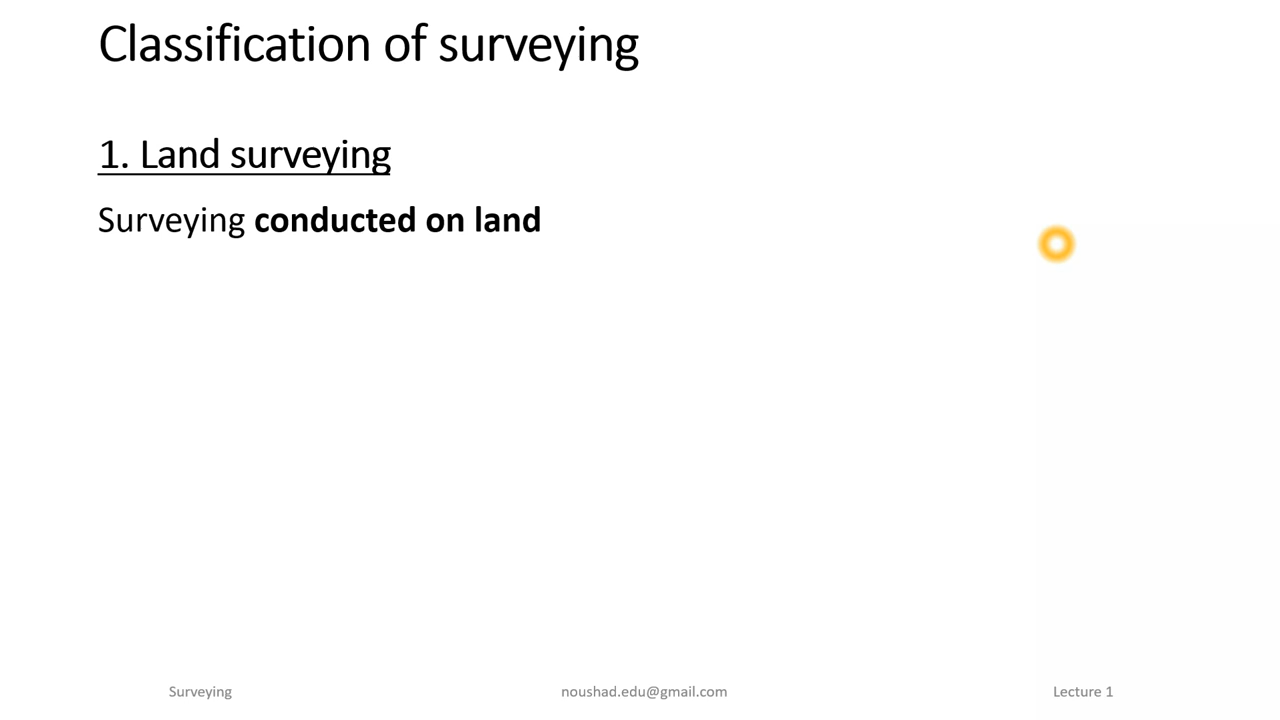 Classification of surveying
1. Land surveying
Surveying conducted on land
Surveying noushad.edu@gmail.com Lecture 1